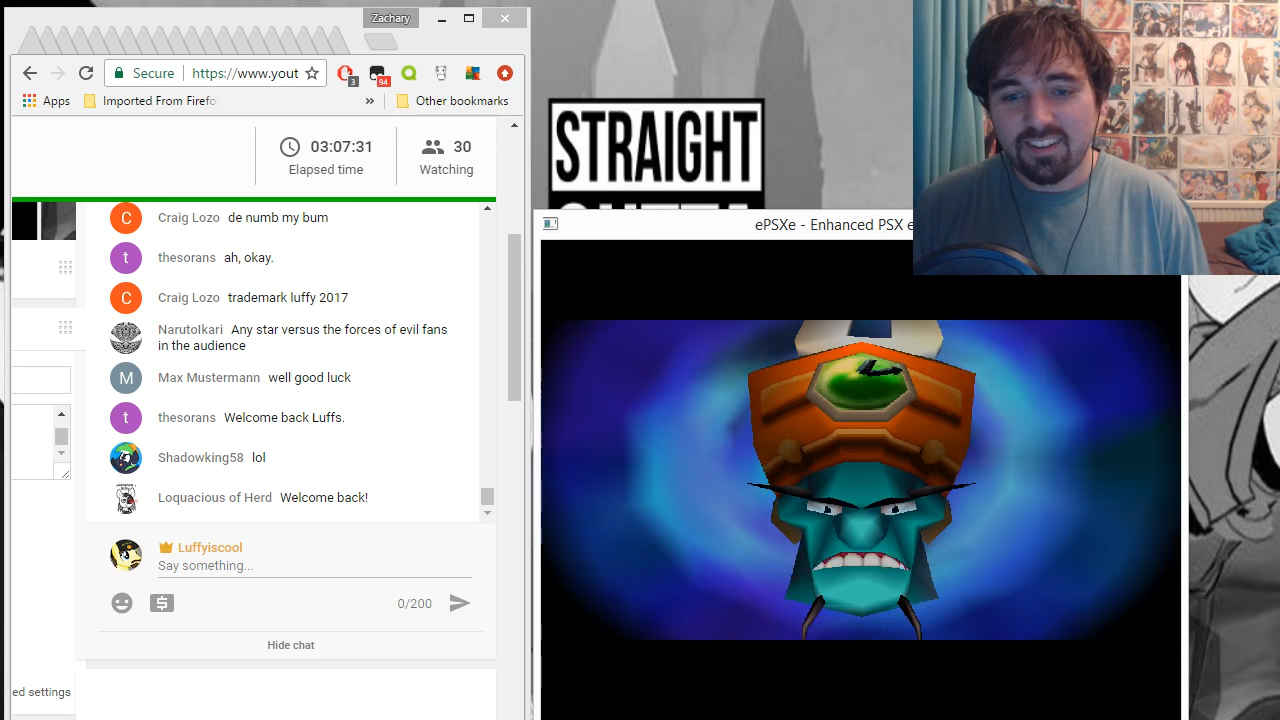 Zachary
Secure https://www.yout
3
94
Apps Imported From Firefo
» Other bookmarks
03:07:31
Elapsed time
30
Watching
C Craig Lozo de numb my bum
t thesorans ah, okay.
C Craig Lozo trademark luffy 2017
NarutoIkari Any star versus the forces of evil fans
in the audience
M Max Mustermann well good luck
t thesorans Welcome back Luffs.
Shadowking58 lol
Loquacious of Herd Welcome back!
Luffyiscool
Say something...
0/200
Hide chat
ed settings
STRAIGHT
OUTTA
ePSXe - Enhanced PSX e